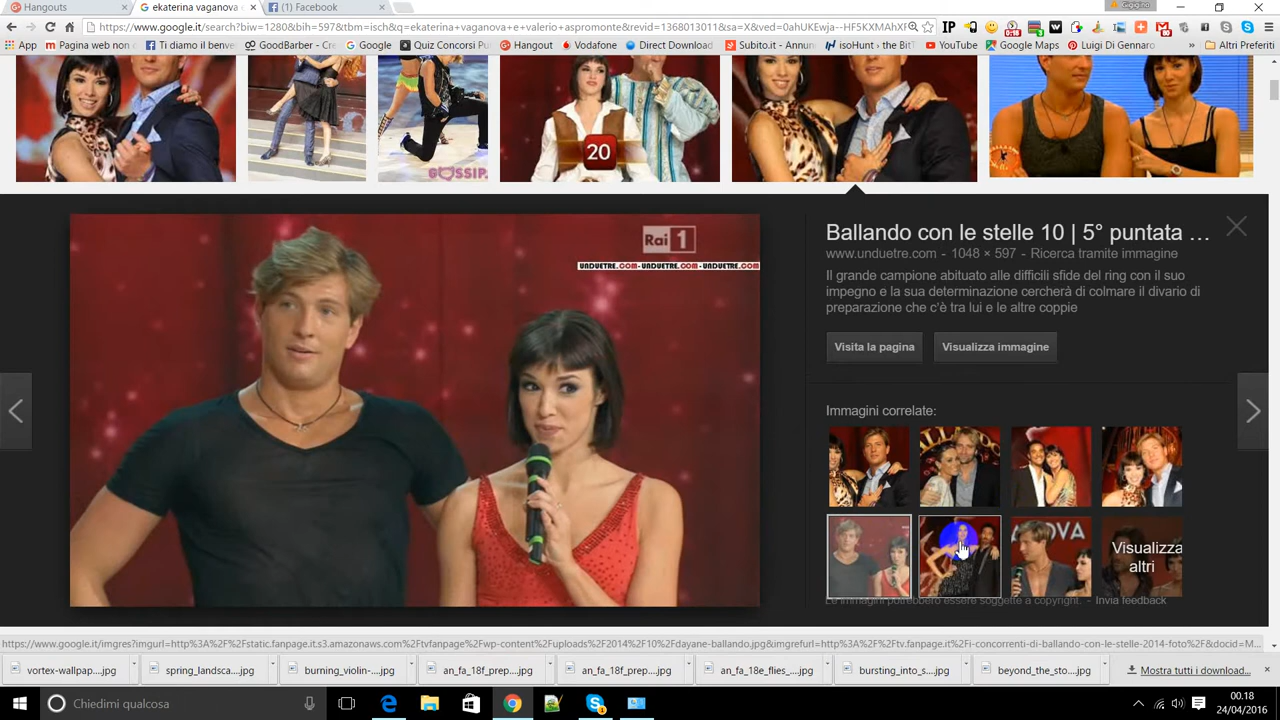 Gigigno
Hangouts
ekaterina vaganova e
(1) Facebook
https://www.google.it/search?biw=1280&bih=597&tbm=isch&q=ekaterina+vaganova+e+valerio+aspromonte&revid=1368013011&sa=X&ved=0ahUKEwja--HF5KXMAhXF
App
Pagina web non
Ti diamo il benve
GoodBarber - Cre
Google
Quiz Concorsi Pul
Hangout
Vodafone
Direct Download
Subito.it - Annun
isoHunt › the BitT
YouTube
Google Maps
Luigi Di Gennaro
Altri Preferiti
20
GOSSIP
Rai 1
UNDUETRE.COM-UNDUETRE.COM-UNDUETRE.COM
Ballando con le stelle 10 | 5° puntata ...
www.unduetre.com - 1048 × 597 - Ricerca tramite immagine
Il grande campione abituato alle difficili sfide del ring con il suo
impegno e la sua determinazione cercherà di colmare il divario di
preparazione che c'è tra lui e le altre coppie
Visita la pagina
Visualizza immagine
Immagini correlate:
OVA
Visualizza
altri
Le immagini potrebbero essere soggette a copyright. - Invia feedback
https://www.google.it/imgres?imgurl=http%3A%2F%2Fstatic.fanpage.it.s3.amazonaws.com%2Ftvfanpage%2Fwp-content%2Fuploads%2F2014%2F10%2Fdayane-ballando.jpg&imgrefurl=http%3A%2F%2Ftv.fanpage.it%2Fi-concorrenti-di-ballando-con-le-stelle-2014-foto%2F&docid=M...
vortex-wallpap....jpg
spring_landsca....jpg
burning_violin-....jpg
an_fa_18f_prep....jpg
an_fa_18f_prep....jpg
an_fa_18e_flies_....jpg
bursting_into_s....jpg
beyond_the_sto....jpg
Mostra tutti i download...
Chiedimi qualcosa
00.18
24/04/2016